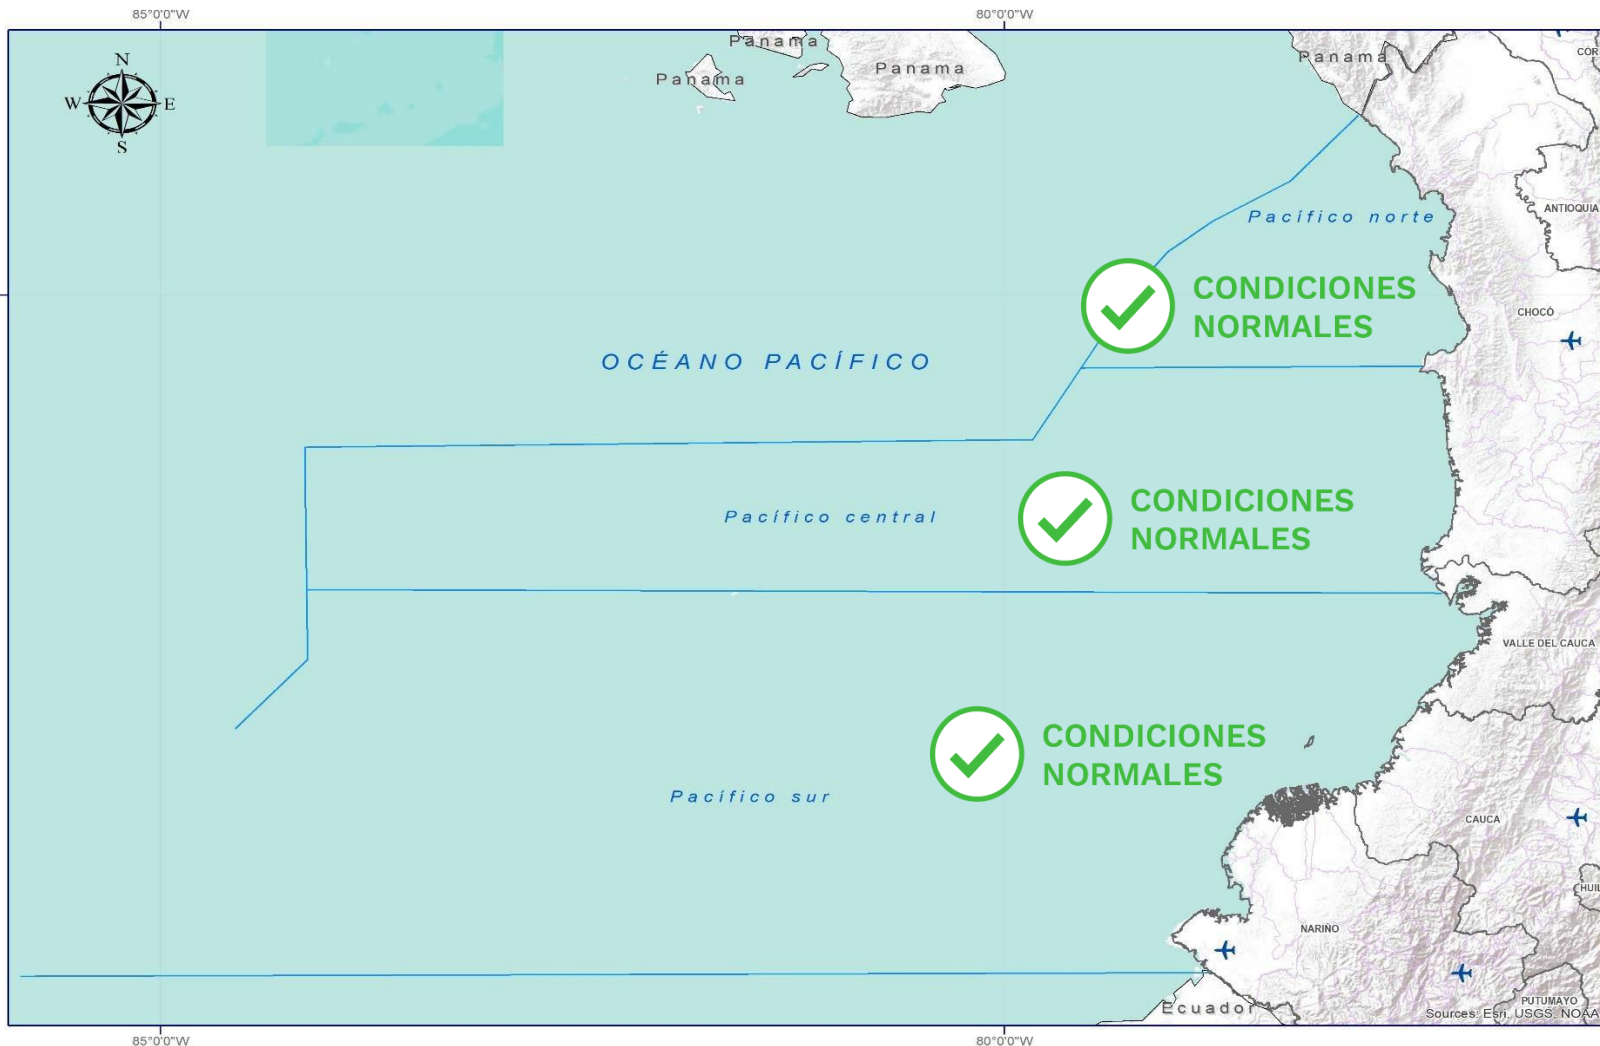 85°0'0"W
80°0'0"W
N
W
E
S
Panama
Panama
Panama
Panama
COR
ANTIOQUIA
Pacífico norte
CONDICIONES
NORMALES
CHOCÓ
OCÉANO PACÍFICO
CONDICIONES
NORMALES
Pacífico central
VALLE DEL CAUCA
CONDICIONES
NORMALES
Pacífico sur
CAUCA
HUIL
NARIÑO
PUTUMAYO
Ecuador
Sources: Esri, USGS, NOAA
85°0'0"W
80°0'0"W